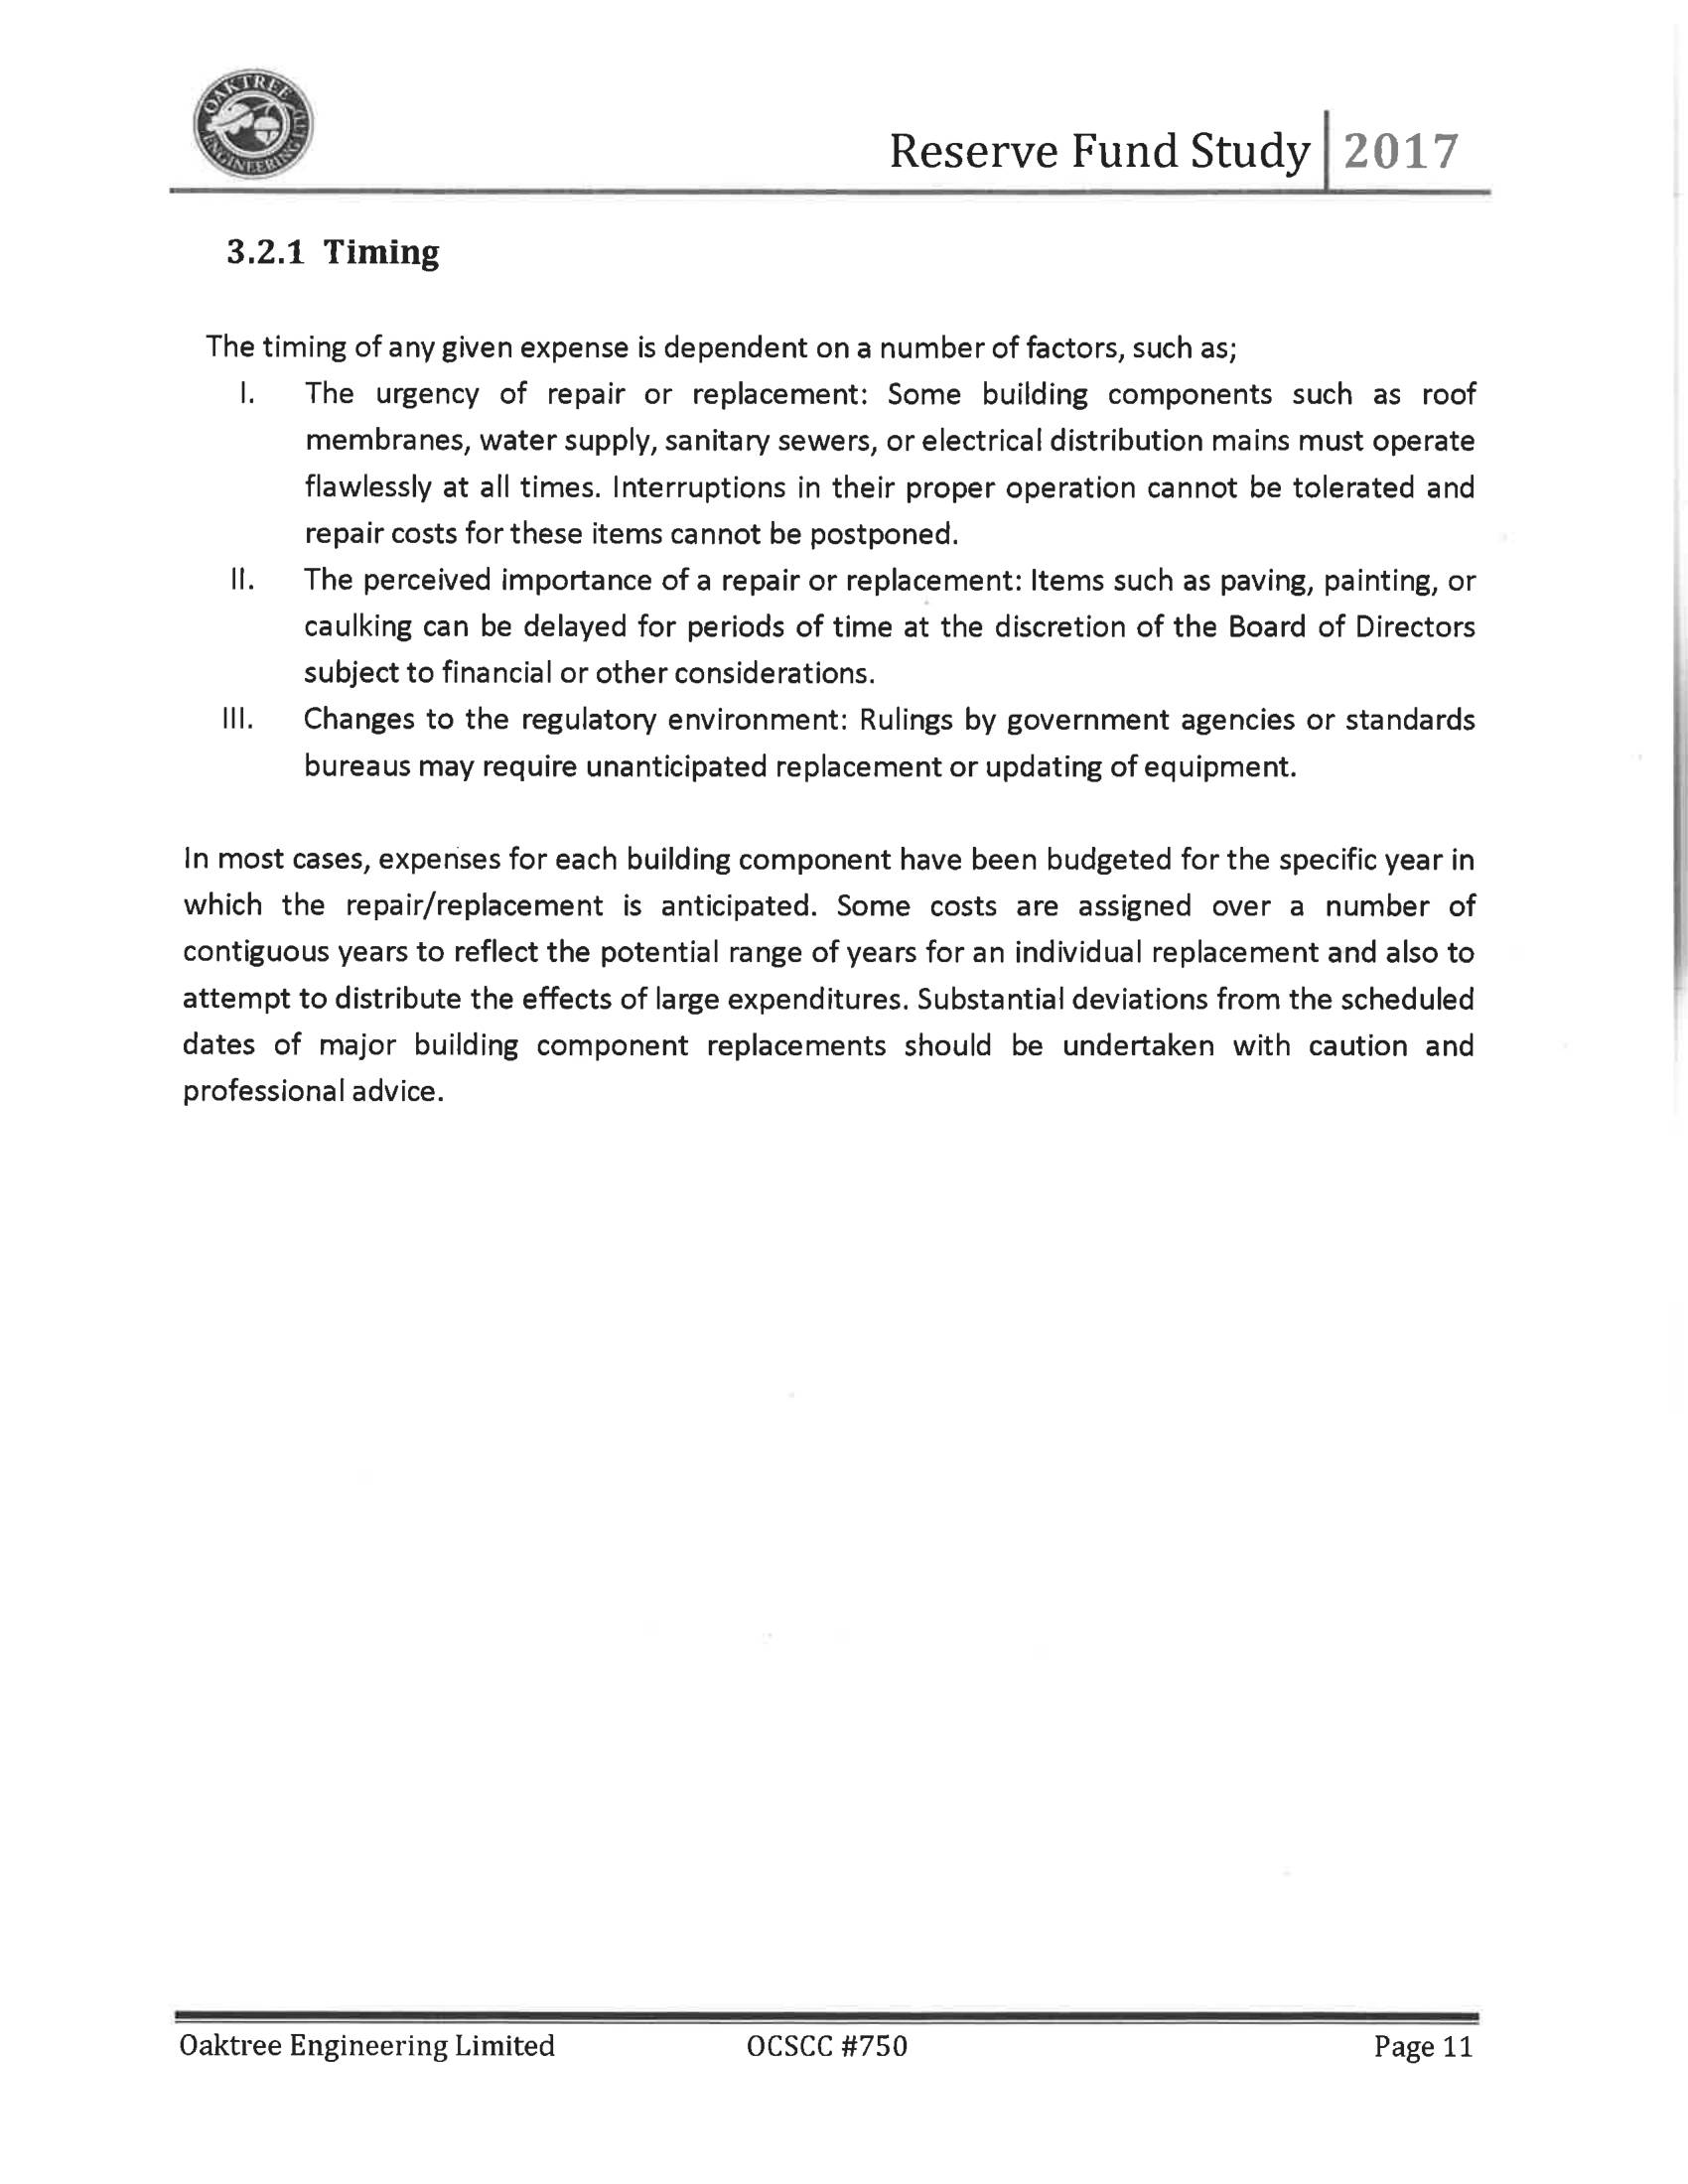 OAKTREE
ENGINEERING LTD
Reserve Fund Study 2017
3.2.1 Timing
The timing of any given expense is dependent on a number of factors, such as;
I. The urgency of repair or replacement: Some building components such as roof
membranes, water supply, sanitary sewers, or electrical distribution mains must operate
flawlessly at all times. Interruptions in their proper operation cannot be tolerated and
repair costs for these items cannot be postponed.
II. The perceived importance of a repair or replacement: Items such as paving, painting, or
caulking can be delayed for periods of time at the discretion of the Board of Directors
subject to financial or other considerations.
III. Changes to the regulatory environment: Rulings by government agencies or standards
bureaus may require unanticipated replacement or updating of equipment.
In most cases, expenses for each building component have been budgeted for the specific year in
which the repair/replacement is anticipated. Some costs are assigned over a number of
contiguous years to reflect the potential range of years for an individual replacement and also to
attempt to distribute the effects of large expenditures. Substantial deviations from the scheduled
dates of major building component replacements should be undertaken with caution and
professional advice.
Oaktree Engineering Limited OCSCC #750 Page 11